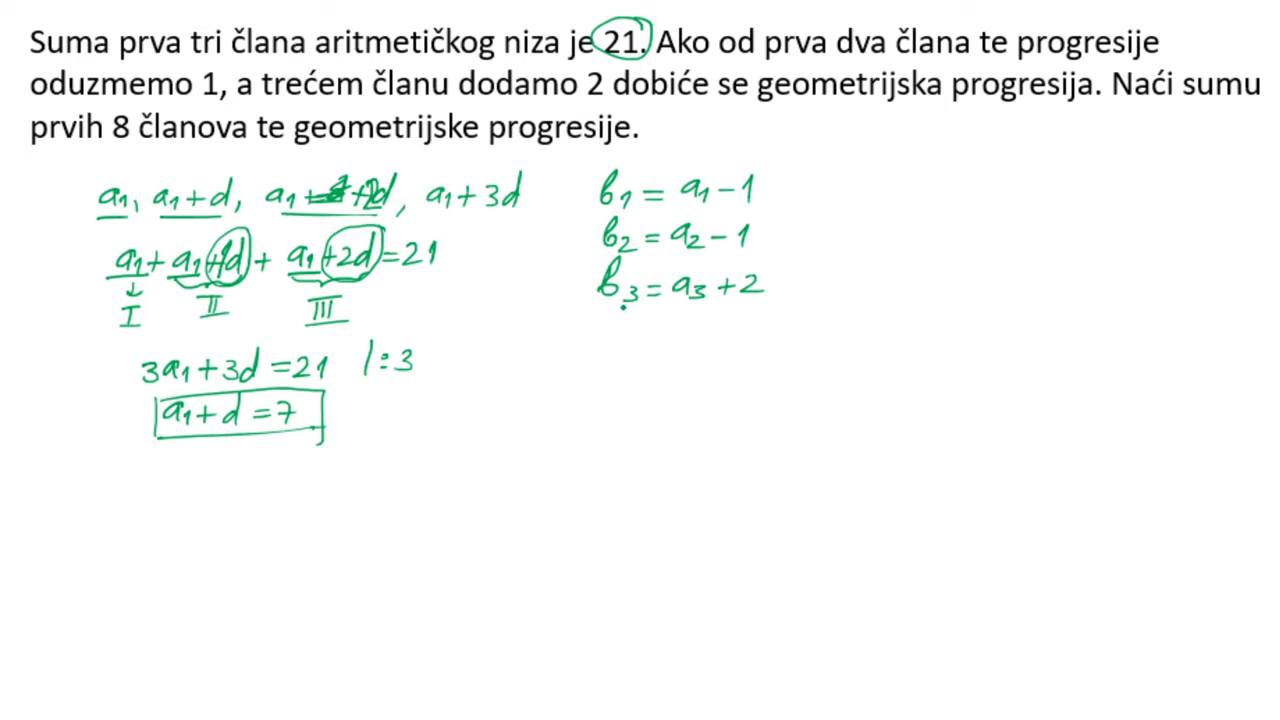 Suma prva tri člana aritmetičkog niza je 21. Ako od prva dva člana te progresije
oduzmemo 1, a trećem članu dodamo 2 dobiće se geometrijska progresija. Naći sumu
prvih 8 članova te geometrijske progresije.
a₁, a₁+d, a₁+2d, a₁+3d
a₁+a₁+1d+a₁+2d=21
I II III
3a₁+3d=21 /:3
a₁+d=7
b₁=a₁-1
b₂=a₂-1
b₃=a₃+2